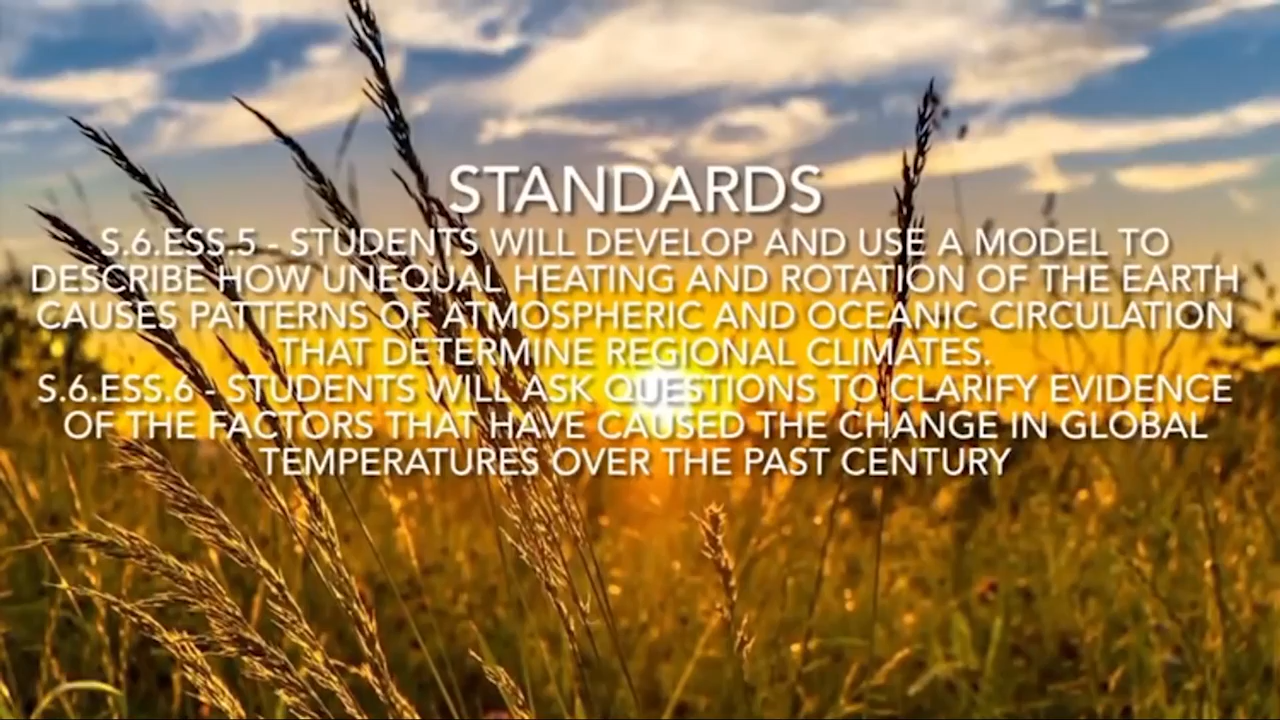 STANDARDS
S.6.ESS.5 - STUDENTS WILL DEVELOP AND USE A MODEL TO
DESCRIBE HOW UNEQUAL HEATING AND ROTATION OF THE EARTH
CAUSES PATTERNS OF ATMOSPHERIC AND OCEANIC CIRCULATION
THAT DETERMINE REGIONAL CLIMATES.
S.6.ESS.6 - STUDENTS WILL ASK QUESTIONS TO CLARIFY EVIDENCE
OF THE FACTORS THAT HAVE CAUSED THE CHANGE IN GLOBAL
TEMPERATURES OVER THE PAST CENTURY